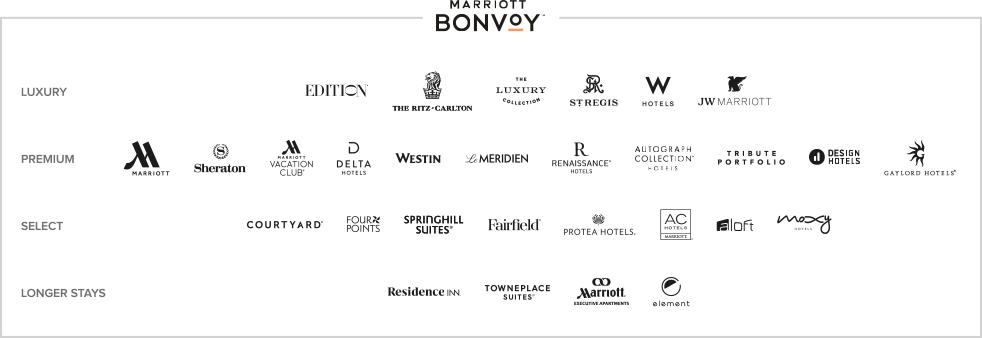 MARRIOTT
BONVOY™
LUXURY
EDITION
THE RITZ-CARLTON
THE
LUXURY
COLLECTION
ST REGIS
W
HOTELS
JW MARRIOTT
PREMIUM
MARRIOTT
S
Sheraton
MARRIOTT
VACATION
CLUB®
D
DELTA
HOTELS
WESTIN
Le MERIDIEN
R
RENAISSANCE®
HOTELS
AUTOGRAPH
COLLECTION™
HOTELS
TRIBUTE
PORTFOLIO
DESIGN
HOTELS
GAYLORD HOTELS®
SELECT
COURTYARD®
FOUR
POINTS
SPRINGHILL
SUITES®
Fairfield®
PROTEA HOTELS.
AC
HOTELS
MARRIOTT
aloft
moxy
HOTELS
LONGER STAYS
Residence INN.
TOWNEPLACE
SUITES®
Marriott.
EXECUTIVE APARTMENTS
element